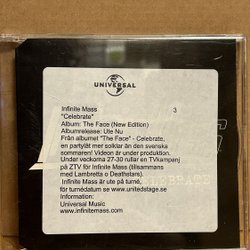 UNIVERSAL
Infinite Mass 3
"Celebrate"
Album: The Face (New Edition)
Albumrelease: Ute Nu
Från albumet "The Face" - Celebrate,
en partylåt mer solklar än den svenska
sommaren! Videon är under produktion.
Under veckorna 27-30 rullar en TVkampanj
på ZTV för Infinite Mass (tillsammans
med Lambretta o Deathstars).
Infinite Mass är ute på turné,
för turnédatum se www.unitedstage.se
Information:
Universal Music
www.infinitemass.com